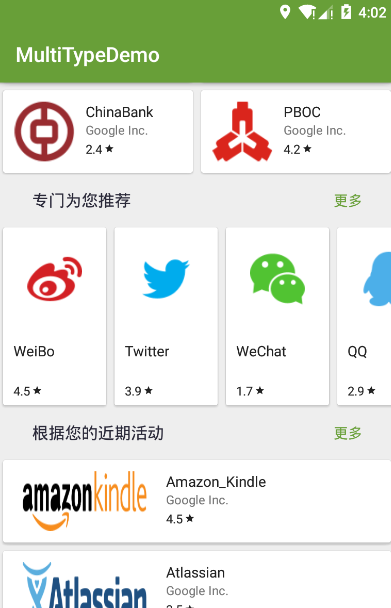 4:02
MultiTypeDemo
ChinaBank
Google Inc.
2.4
PBOC
Google Inc.
4.2
专门为您推荐
更多
WeiBo
4.5
Twitter
3.9
WeChat
1.7
QQ
2.9
根据您的近期活动
更多
amazonkindle
Amazon_Kindle
Google Inc.
4.5
Atlassian
Atlassian
Google Inc.